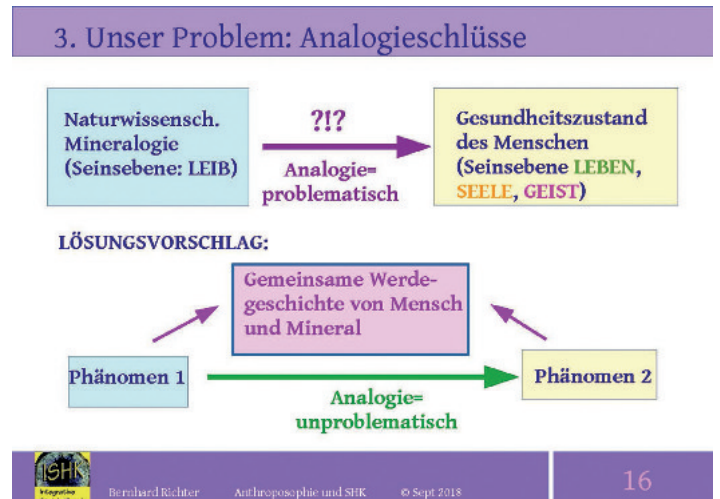 3. Unser Problem: Analogieschlüsse
Naturwissensch.
Mineralogie
(Seinsebene: LEIB)
?!?
Analogie=
problematisch
Gesundheitszustand
des Menschen
(Seinsebene LEBEN,
SEELE, GEIST)
LÖSUNGSVORSCHLAG:
Gemeinsame Werde-
geschichte von Mensch
und Mineral
Phänomen 1
Analogie=
unproblematisch
Phänomen 2
ISHK
Integrative
Bernhard Richter Anthroposophie und SHK © Sept 2018
16